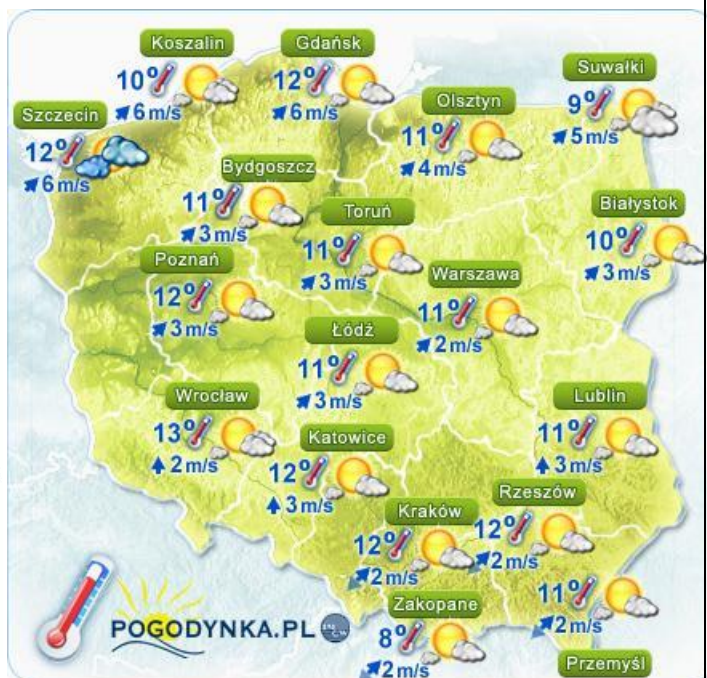 Koszalin
10°
6 m/s
Gdańsk
12°
6 m/s
Suwałki
9°
5 m/s
Szczecin
12°
6 m/s
Olsztyn
11°
4 m/s
Bydgoszcz
11°
3 m/s
Toruń
11°
3 m/s
Białystok
10°
3 m/s
Poznań
12°
3 m/s
Warszawa
11°
2 m/s
Łódź
11°
3 m/s
Wrocław
13°
2 m/s
Katowice
12°
3 m/s
Lublin
11°
3 m/s
Kraków
12°
2 m/s
Rzeszów
12°
2 m/s
Zakopane
8°
2 m/s
11°
2 m/s
Przemyśl
POGODYNKA.PL